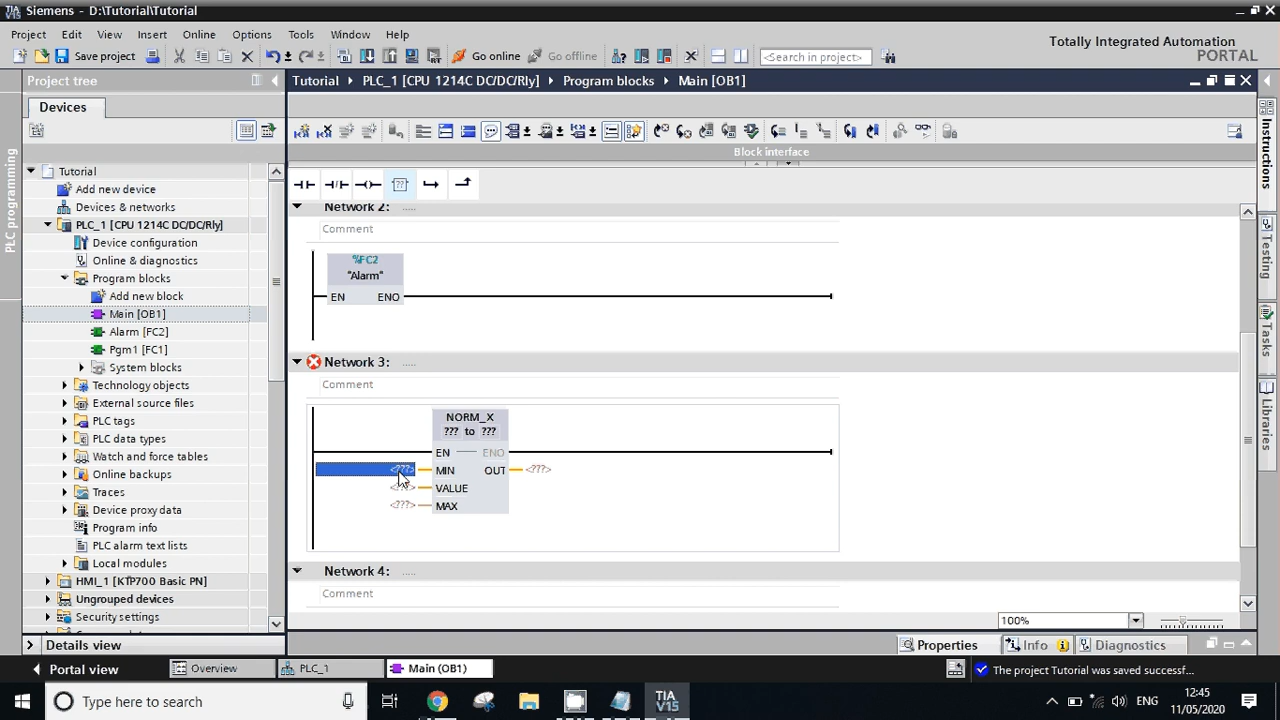 Siemens - D:\Tutorial\Tutorial
Project Edit View Insert Online Options Tools Window Help
Totally Integrated Automation
PORTAL
Save project
Go online
Go offline
<Search in project>
Project tree
Tutorial PLC_1 [CPU 1214C DC/DC/Rly] Program blocks Main [OB1]
Devices
PLC programming
Block interface
Tutorial
Add new device
Devices & networks
PLC_1 [CPU 1214C DC/DC/Rly]
Device configuration
Online & diagnostics
Program blocks
Add new block
Main [OB1]
Alarm [FC2]
Pgm1 [FC1]
System blocks
Technology objects
External source files
PLC tags
PLC data types
Watch and force tables
Online backups
Traces
Device proxy data
Program info
PLC alarm text lists
Local modules
HMI_1 [KTP700 Basic PN]
Ungrouped devices
Security settings
Details view
??
Network 2: .....
Comment
%FC2
"Alarm"
EN ENO
Network 3: .....
Comment
NORM_X
??? to ???
EN ENO
<???> MIN OUT <???>
<???> VALUE
<???> MAX
Network 4: .....
Comment
100%
Instructions
Testing
Tasks
Libraries
Properties
Info
Diagnostics
Portal view
Overview
PLC_1
Main (OB1)
The project Tutorial was saved successf...
Type here to search
TIA
V15
ENG
12:45
11/05/2020